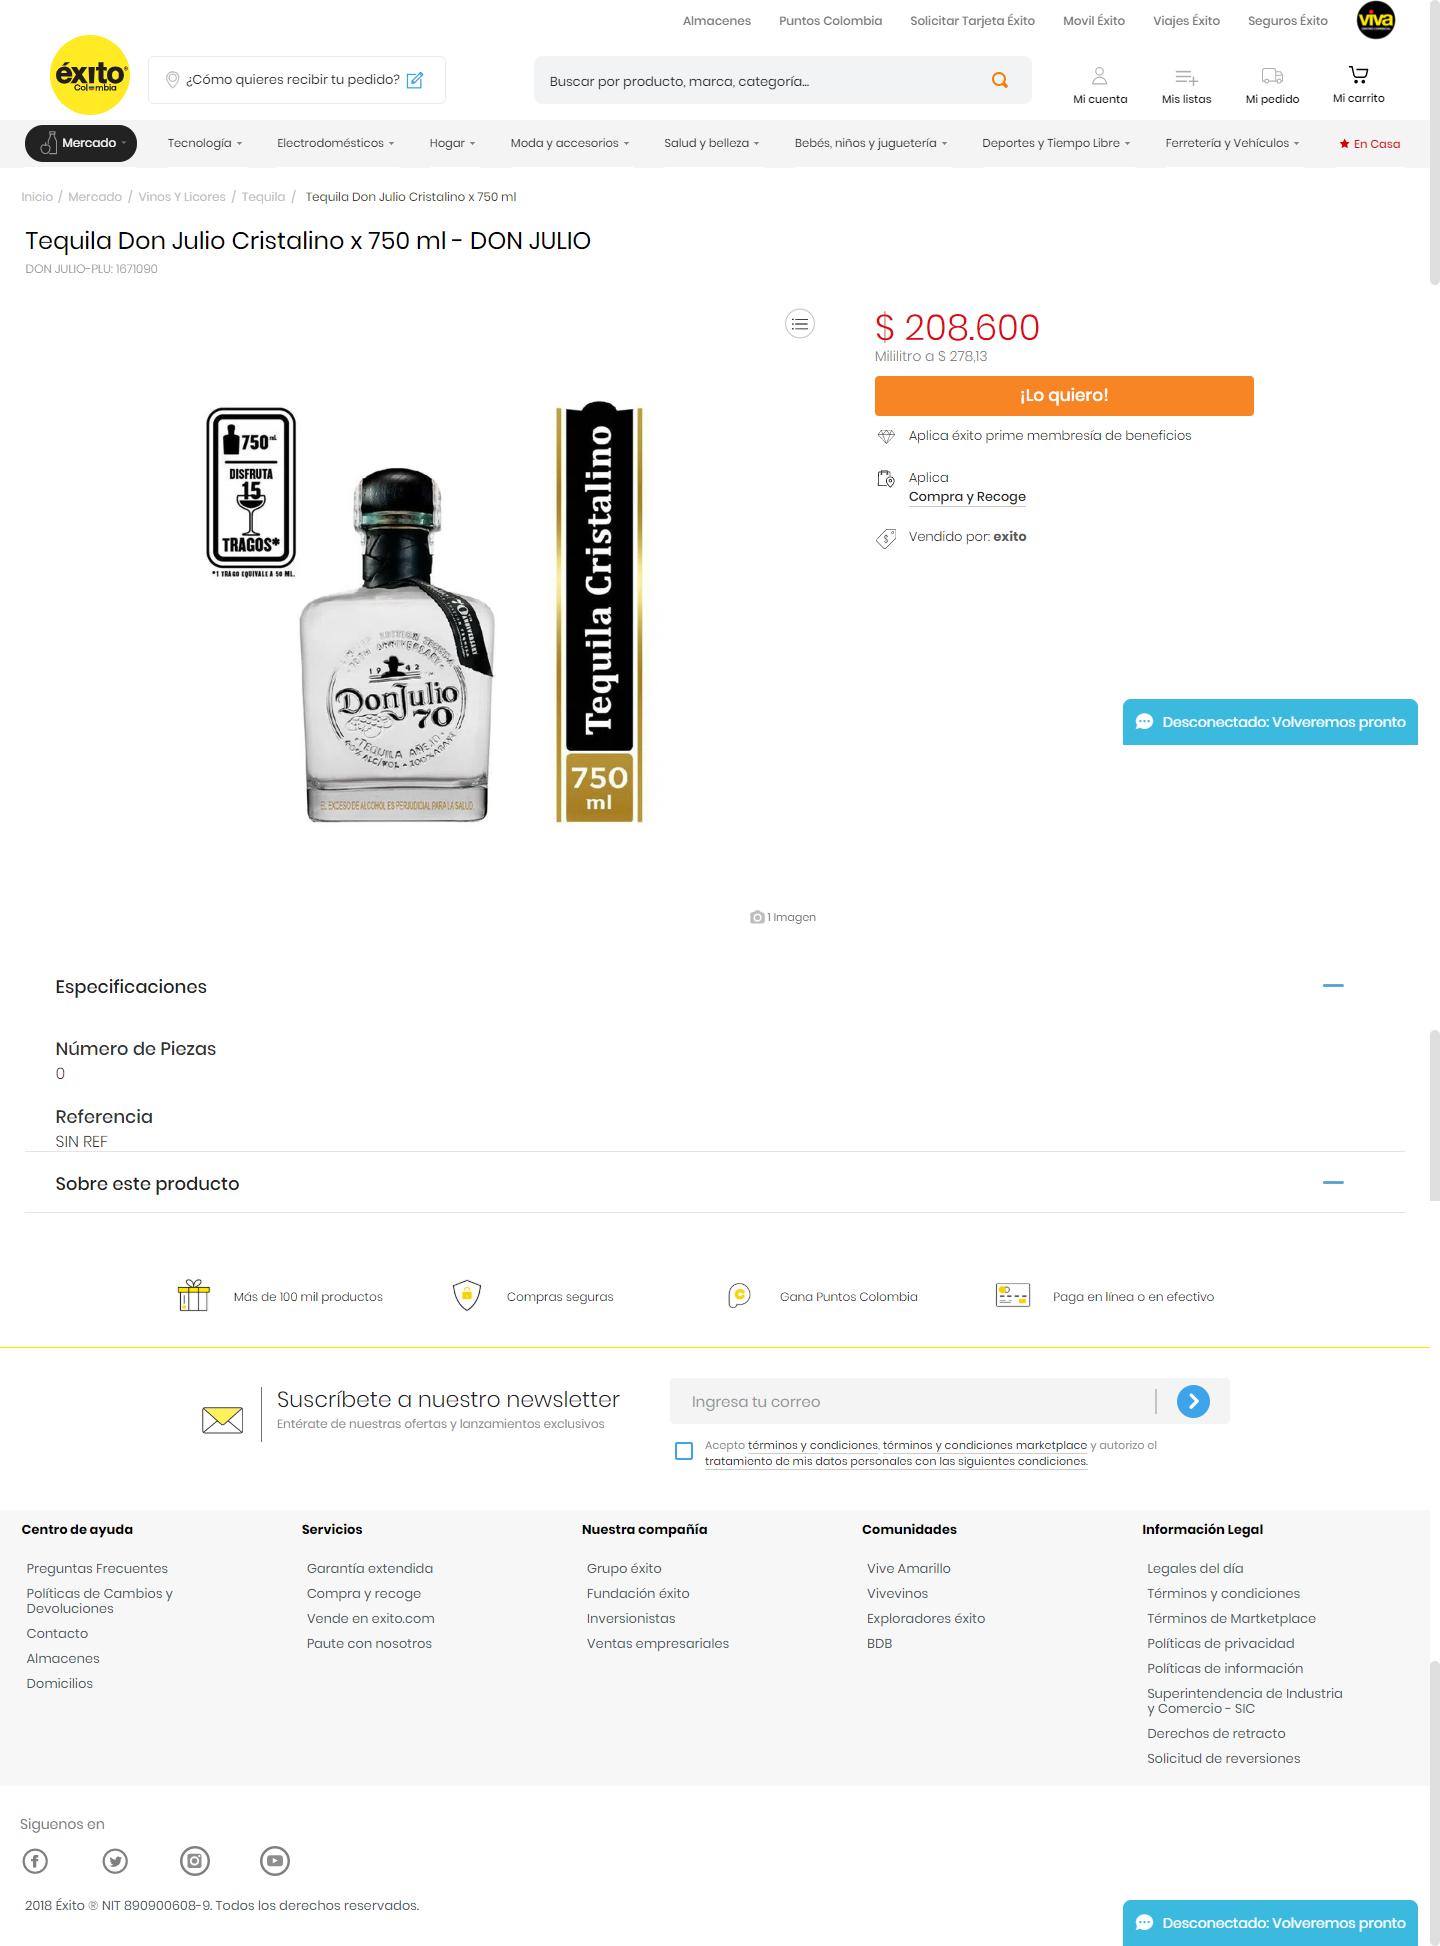 Almacenes Puntos Colombia Solicitar Tarjeta Éxito Movil Éxito Viajes Éxito Seguros Éxito viva
éxito
Colombia
¿Cómo quieres recibir tu pedido?
Buscar por producto, marca, categoría...
Mi cuenta Mis listas Mi pedido Mi carrito
Mercado Tecnología Electrodomésticos Hogar Moda y accesorios Salud y belleza Bebés, niños y juguetería Deportes y Tiempo Libre Ferretería y Vehículos En Casa
Inicio / Mercado / Vinos Y Licores / Tequila / Tequila Don Julio Cristalino x 750 ml
Tequila Don Julio Cristalino x 750 ml - DON JULIO
DON JULIO-PLU: 1671090
$ 208.600
Mililitro a $ 278,13
¡Lo quiero!
Aplica éxito prime membresía de beneficios
Aplica
Compra y Recoge
Vendido por: exito
750 ml
DISFRUTA
15
TRAGOS*
*1 TRAGO EQUIVALE A 50 ML.
70
ANNIVERSARY
1942
DonJulio
70
TEQUILA AÑEJO
EL EXCESO DE ALCOHOL ES PERJUDICIAL PARA LA SALUD
Tequila Cristalino
750
ml
Desconectado: Volveremos pronto
1 Imagen
Especificaciones
Número de Piezas
0
Referencia
SIN REF
Sobre este producto
Más de 100 mil productos
Compras seguras
Gana Puntos Colombia
Paga en línea o en efectivo
Suscríbete a nuestro newsletter
Entérate de nuestras ofertas y lanzamientos exclusivos
Ingresa tu correo
Acepto términos y condiciones, términos y condiciones marketplace y autorizo el
tratamiento de mis datos personales con las siguientes condiciones.
Centro de ayuda
Preguntas Frecuentes
Políticas de Cambios y
Devoluciones
Contacto
Almacenes
Domicilios
Servicios
Garantía extendida
Compra y recoge
Vende en exito.com
Paute con nosotros
Nuestra compañía
Grupo éxito
Fundación éxito
Inversionistas
Ventas empresariales
Comunidades
Vive Amarillo
Vivevinos
Exploradores éxito
BDB
Información Legal
Legales del día
Términos y condiciones
Términos de Martketplace
Políticas de privacidad
Políticas de información
Superintendencia de Industria
y Comercio - SIC
Derechos de retracto
Solicitud de reversiones
Siguenos en
2018 Éxito ® NIT 890900608-9. Todos los derechos reservados.
Desconectado: Volveremos pronto